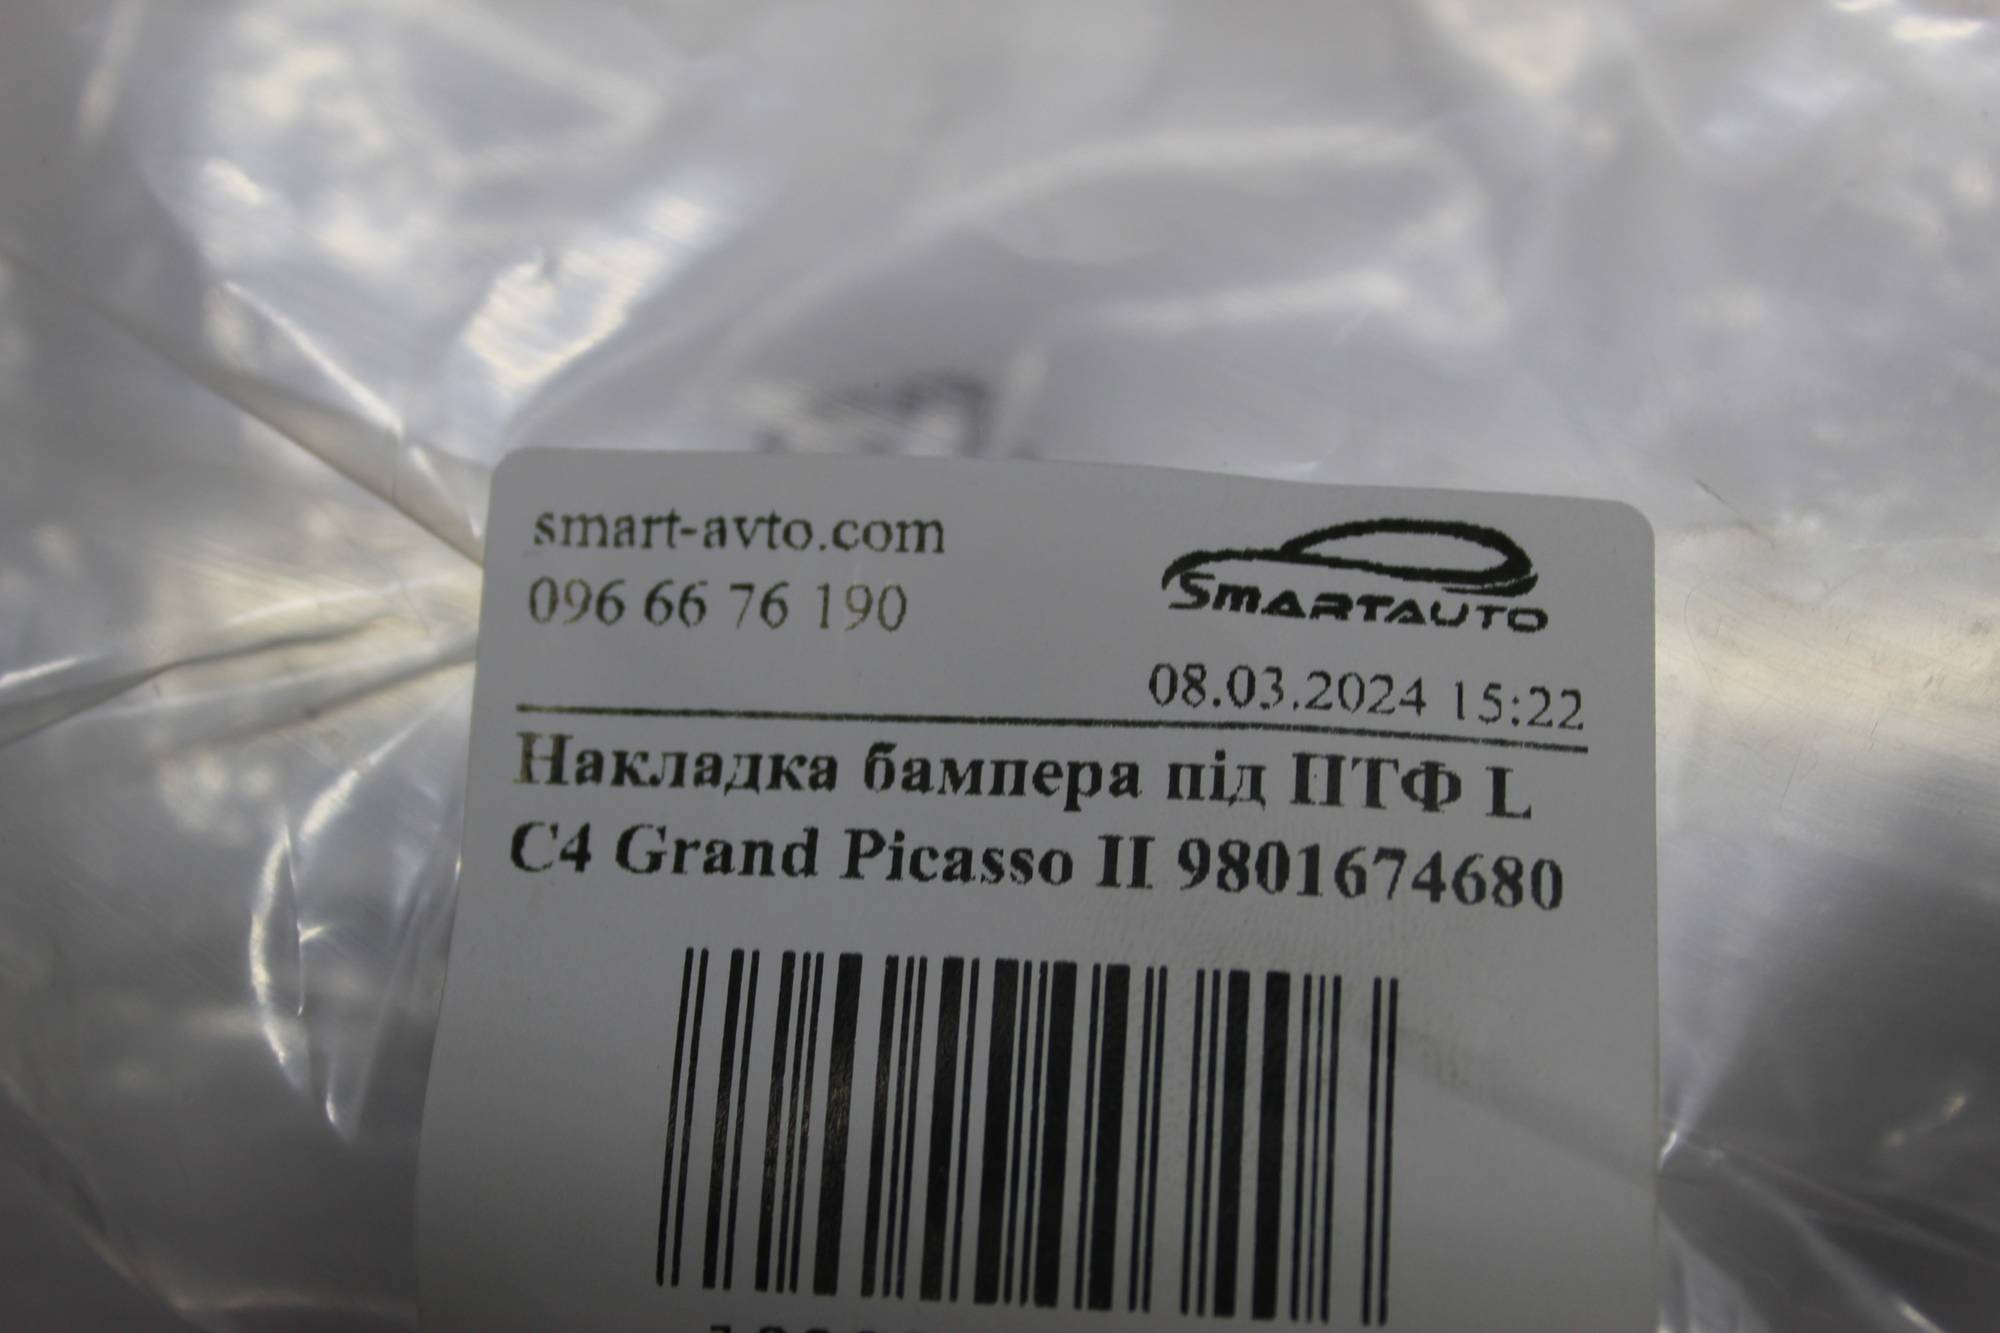 smart-avto.com
096 66 76 190
SMARTAUTO
08.03.2024 15:22
Накладка бампера під ПТФ L
C4 Grand Picasso II 9801674680